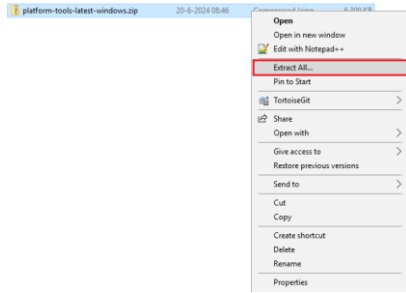 platform-tools-latest-windows.zip 20-6-2024 08:46
Open
Open in new window
Edit with Notepad++
Extract All...
Pin to Start
TortoiseGit
Share
Open with
Give access to
Restore previous versions
Send to
Cut
Copy
Create shortcut
Delete
Rename
Properties